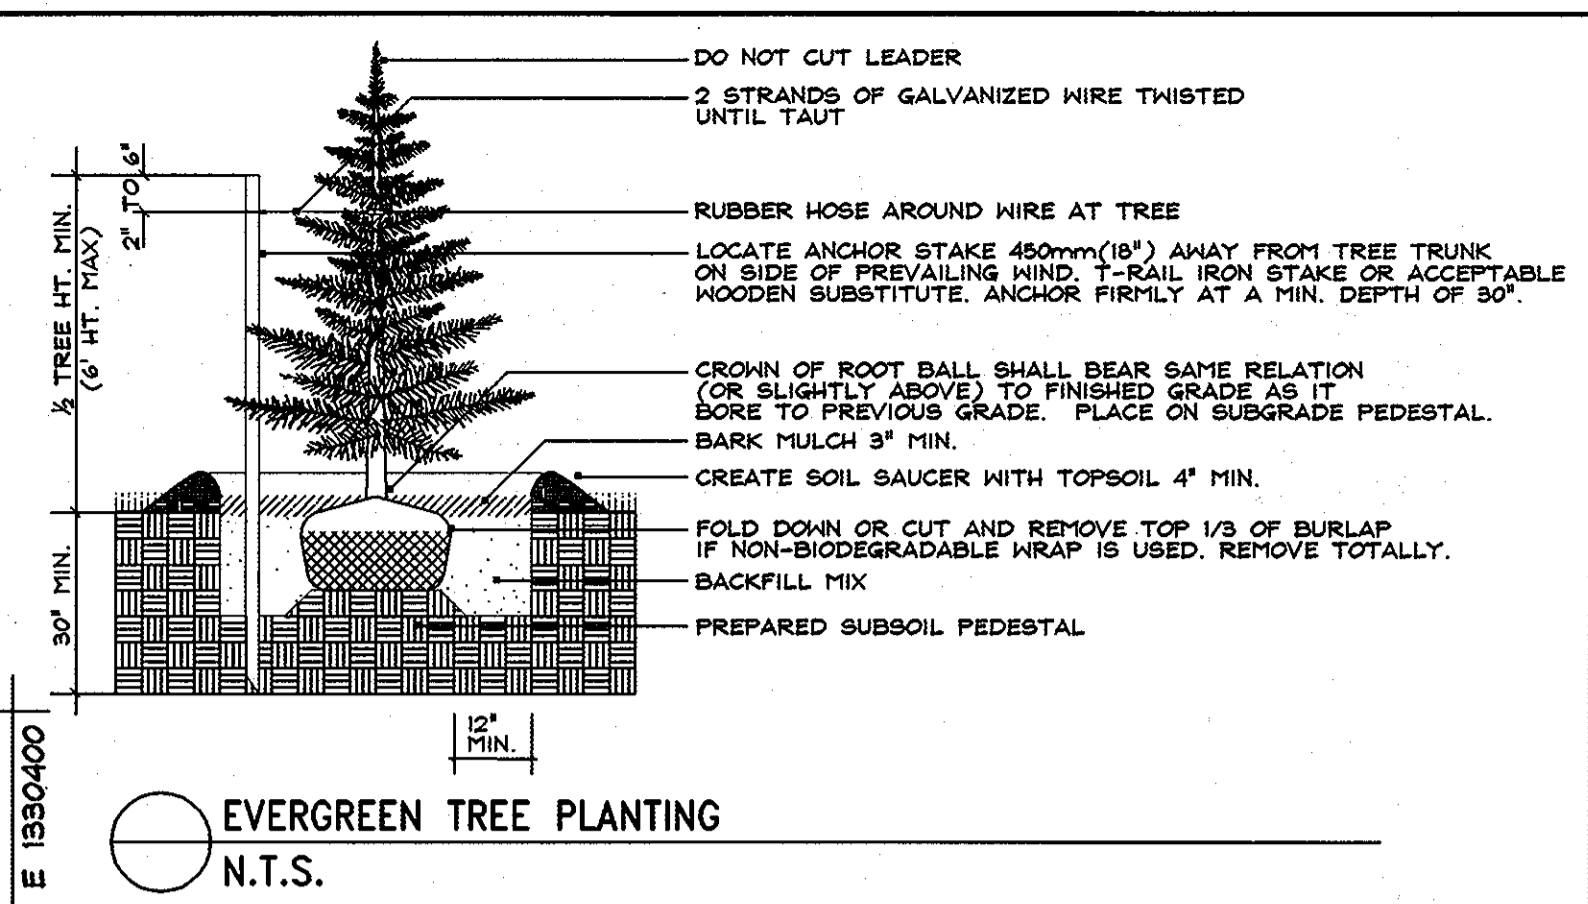 DO NOT CUT LEADER
2 STRANDS OF GALVANIZED WIRE TWISTED
UNTIL TAUT
RUBBER HOSE AROUND WIRE AT TREE
LOCATE ANCHOR STAKE 450mm(18") AWAY FROM TREE TRUNK
ON SIDE OF PREVAILING WIND. T-RAIL IRON STAKE OR ACCEPTABLE
WOODEN SUBSTITUTE. ANCHOR FIRMLY AT A MIN. DEPTH OF 30".
CROWN OF ROOT BALL SHALL BEAR SAME RELATION
(OR SLIGHTLY ABOVE) TO FINISHED GRADE AS IT
BORE TO PREVIOUS GRADE. PLACE ON SUBGRADE PEDESTAL.
BARK MULCH 3" MIN.
CREATE SOIL SAUCER WITH TOPSOIL 4" MIN.
FOLD DOWN OR CUT AND REMOVE TOP 1/3 OF BURLAP
IF NON-BIODEGRADABLE WRAP IS USED. REMOVE TOTALLY.
BACKFILL MIX
PREPARED SUBSOIL PEDESTAL
2" TO 6"
½ TREE HT. MIN.
(6' HT. MAX)
30" MIN.
12"
MIN.
E 1330400
EVERGREEN TREE PLANTING
N.T.S.